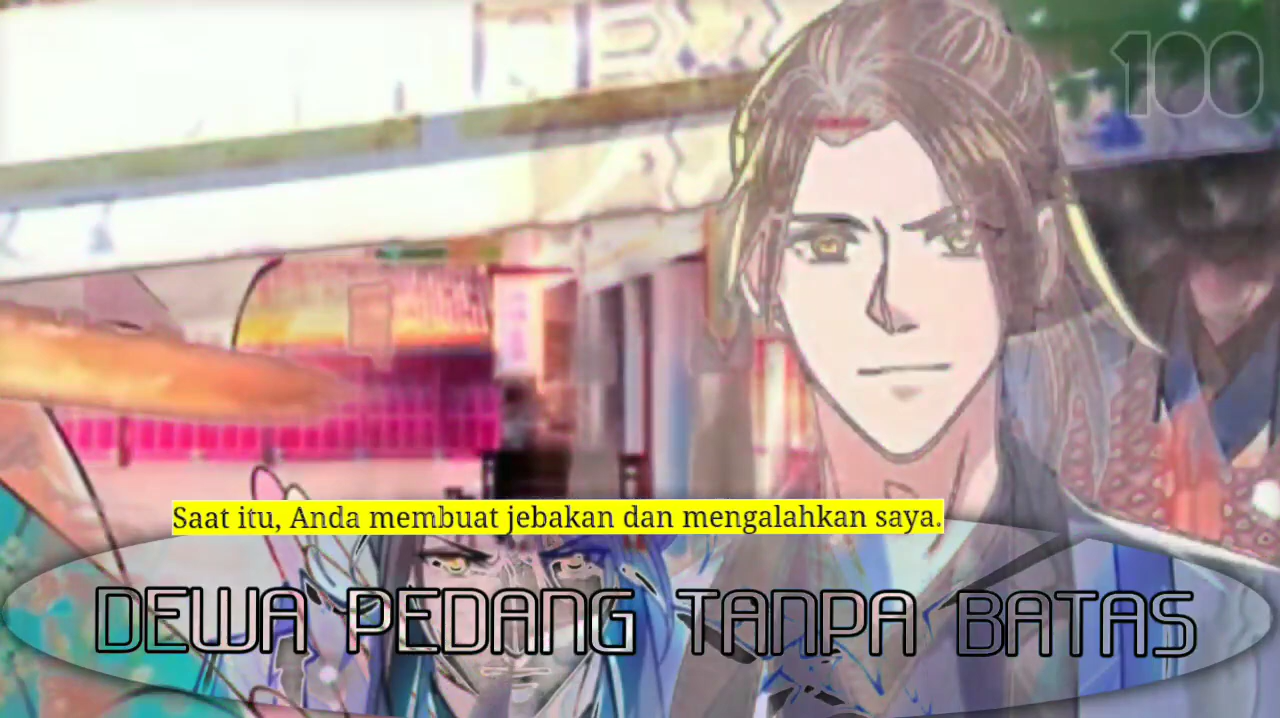 100
Saat itu, Anda membuat jebakan dan mengalahkan saya.
DEWA PEDANG TANPA BATAS